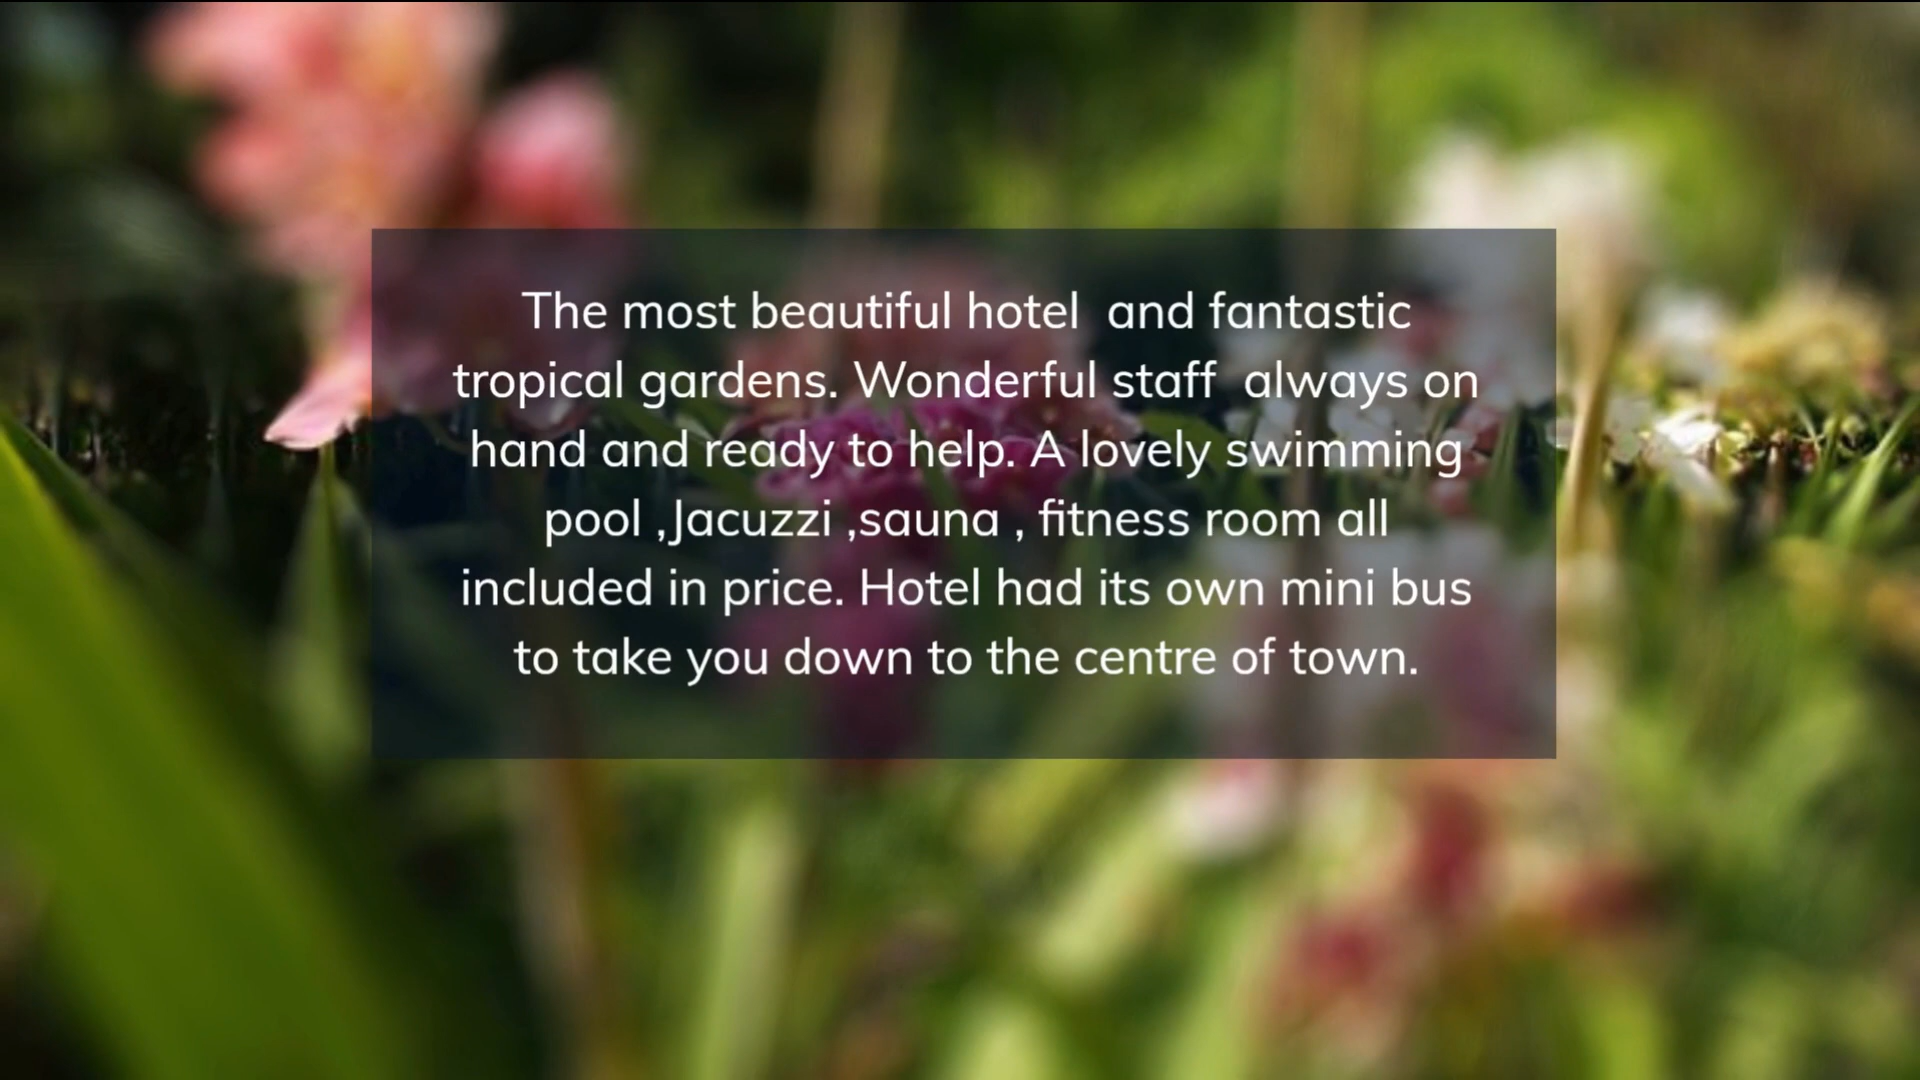 The most beautiful hotel  and fantastic
tropical gardens. Wonderful staff  always on
hand and ready to help. A lovely swimming
pool ,Jacuzzi ,sauna , fitness room all
included in price. Hotel had its own mini bus
to take you down to the centre of town.